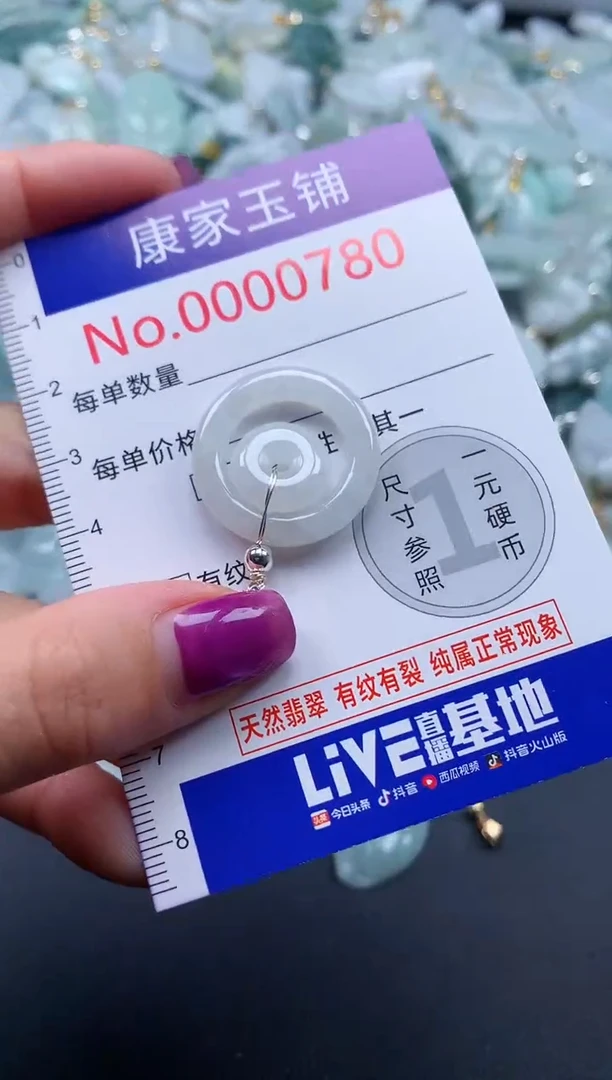 康家玉铺
No.0000780
每单数量
每单价格
其一
有纹
尺寸参照
1
一元硬币
天然翡翠 有纹有裂 纯属正常现象
LiVE直播基地
头条 今日头条 抖音 西瓜视频 抖音火山版
0
1
2
3
4
7
8